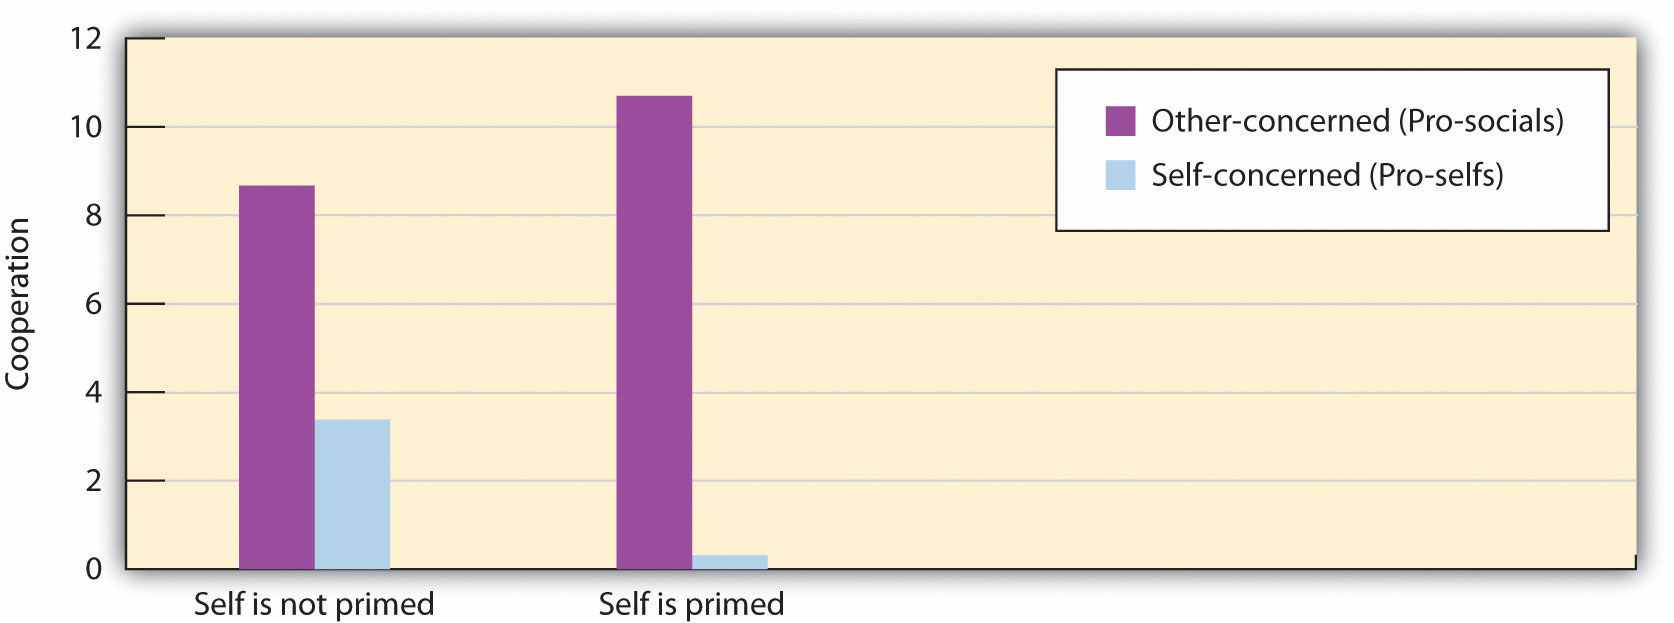 12
10
8
6
4
2
0
Cooperation
Other-concerned (Pro-socials)
Self-concerned (Pro-selfs)
Self is not primed
Self is primed